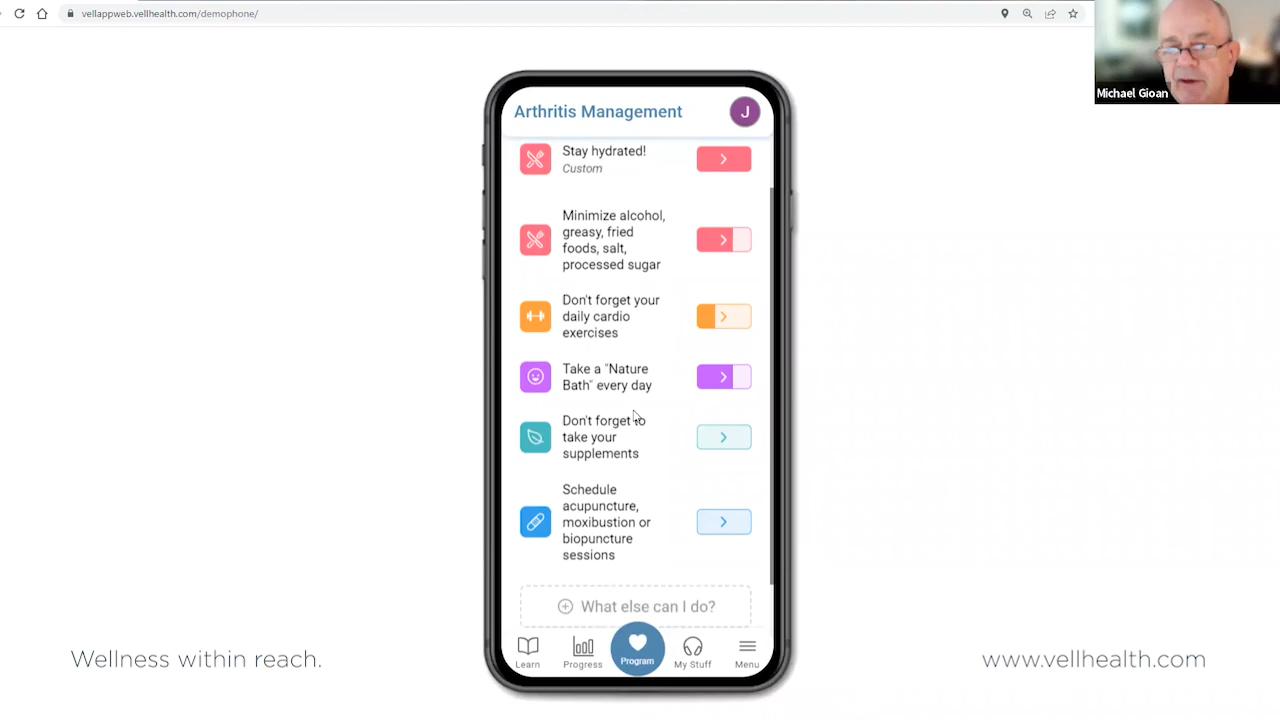 vellappweb.vellhealth.com/demophone/
Michael Gioan
Arthritis Management
J
Stay hydrated!
Custom
Minimize alcohol,
greasy, fried
foods, salt,
processed sugar
Don't forget your
daily cardio
exercises
Take a "Nature
Bath" every day
Don't forget to
take your
supplements
Schedule
acupuncture,
moxibustion or
biopuncture
sessions
What else can I do?
Learn
Progress
Program
My Stuff
Menu
Wellness within reach.
www.vellhealth.com